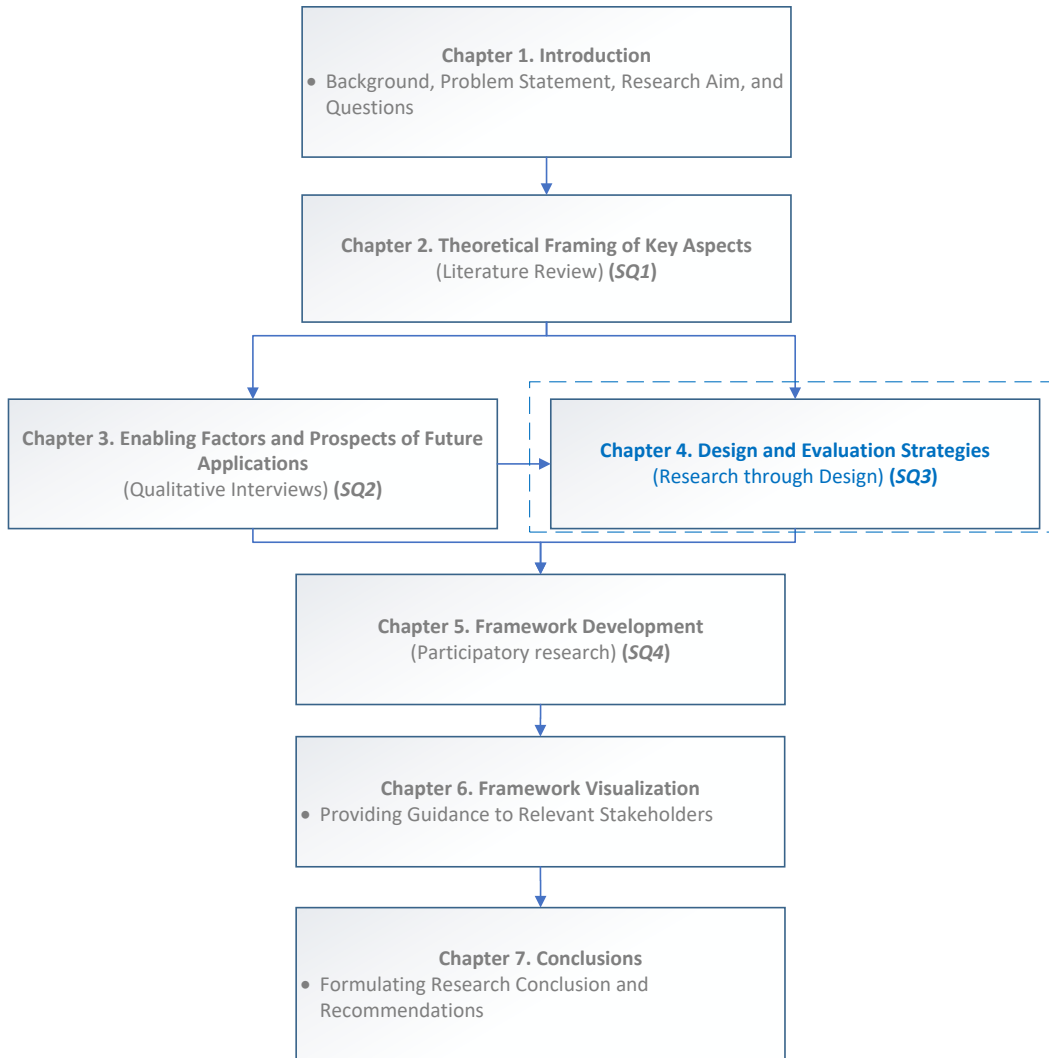 Chapter 1. Introduction
• Background, Problem Statement, Research Aim, and
Questions
Chapter 2. Theoretical Framing of Key Aspects
(Literature Review) (SQ1)
Chapter 3. Enabling Factors and Prospects of Future
Applications
(Qualitative Interviews) (SQ2)
Chapter 4. Design and Evaluation Strategies
(Research through Design) (SQ3)
Chapter 5. Framework Development
(Participatory research) (SQ4)
Chapter 6. Framework Visualization
• Providing Guidance to Relevant Stakeholders
Chapter 7. Conclusions
• Formulating Research Conclusion and
Recommendations